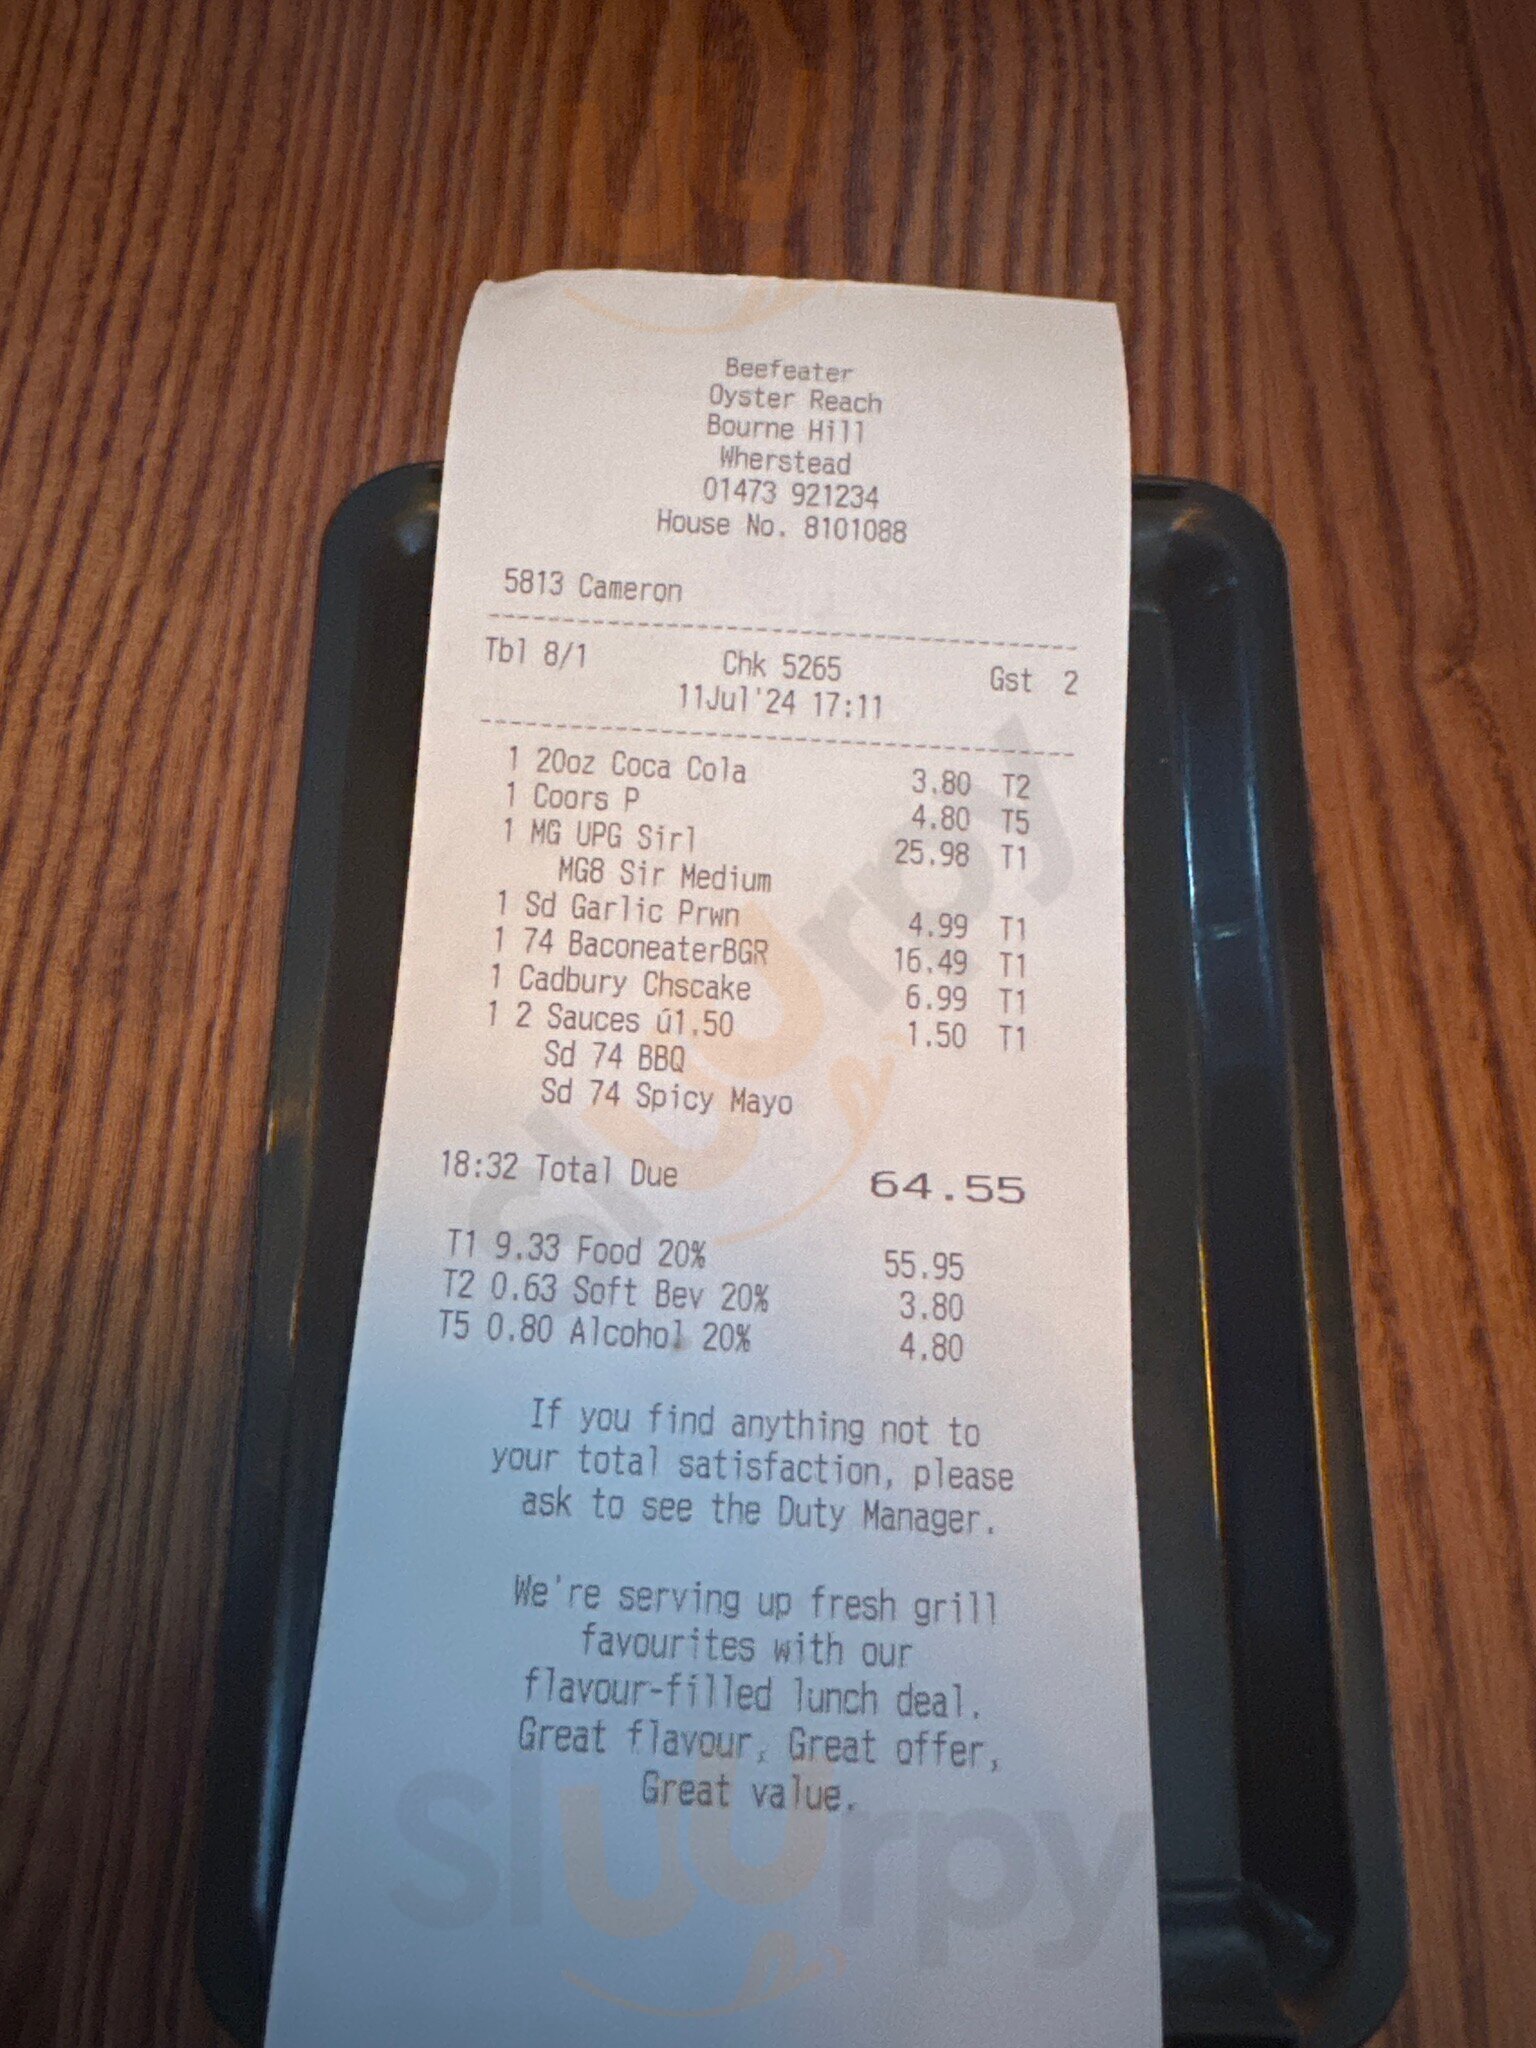 Beefeater
Oyster Reach
Bourne Hill
Wherstead
01473 921234
House No. 8101088
5813 Cameron
Tbl 8/1 Chk 5265 Gst 2
11Jul'24 17:11
1 20oz Coca Cola 3.80 T2
1 Coors P 4.80 T5
1 MG UPG Sirl 25.98 T1
MG8 Sir Medium
1 Sd Garlic Prwn 4.99 T1
1 74 BaconeaterBGR 16.49 T1
1 Cadbury Chscake 6.99 T1
1 2 Sauces ú1.50 1.50 T1
Sd 74 BBQ
Sd 74 Spicy Mayo
18:32 Total Due 64.55
T1 9.33 Food 20% 55.95
T2 0.63 Soft Bev 20% 3.80
T5 0.80 Alcohol 20% 4.80
If you find anything not to
your total satisfaction, please
ask to see the Duty Manager.
We're serving up fresh grill
favourites with our
flavour-filled lunch deal.
Great flavour, Great offer,
Great value.
slurpy
slurpy